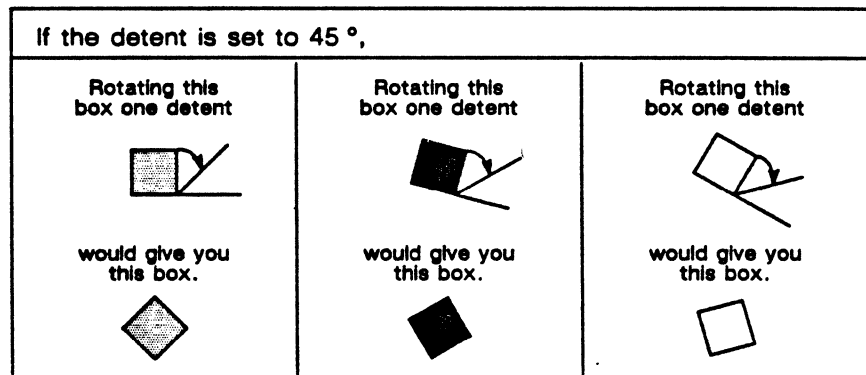 If the detent is set to 45 °,
Rotating this
box one detent
would give you
this box.
Rotating this
box one detent
would give you
this box.
Rotating this
box one detent
would give you
this box.